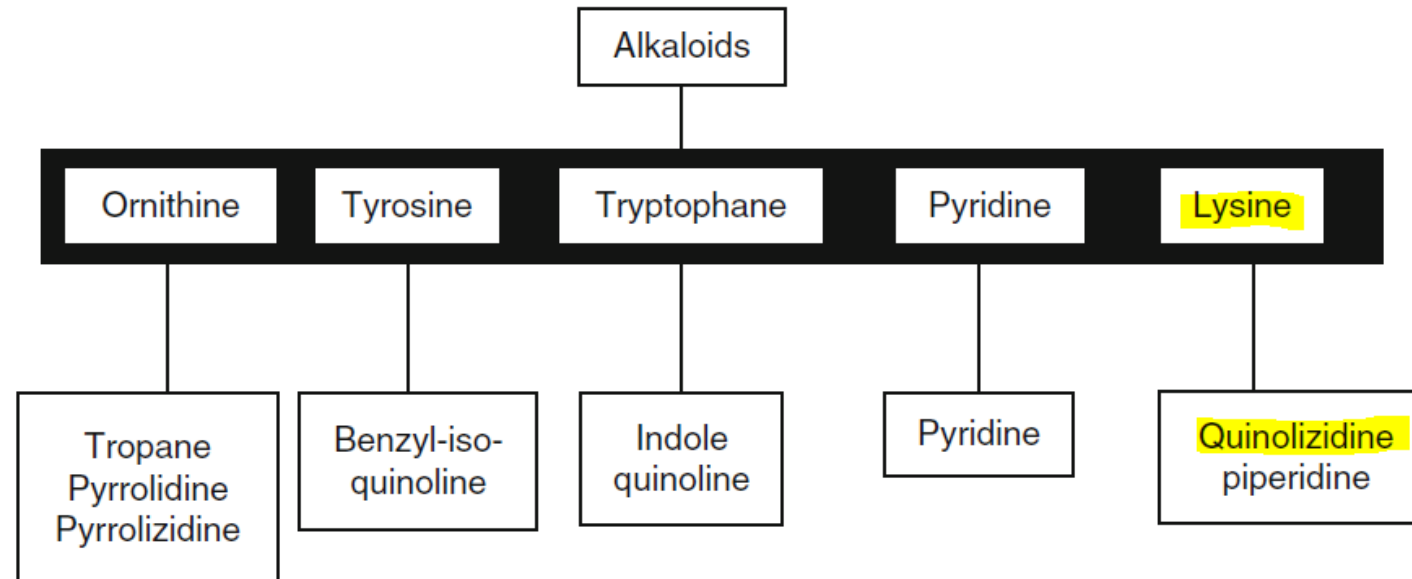 Alkaloids
Ornithine
Tyrosine
Tryptophane
Pyridine
Lysine
Tropane
Pyrrolidine
Pyrrolizidine
Benzyl-iso-
quinoline
Indole
quinoline
Pyridine
Quinolizidine
piperidine